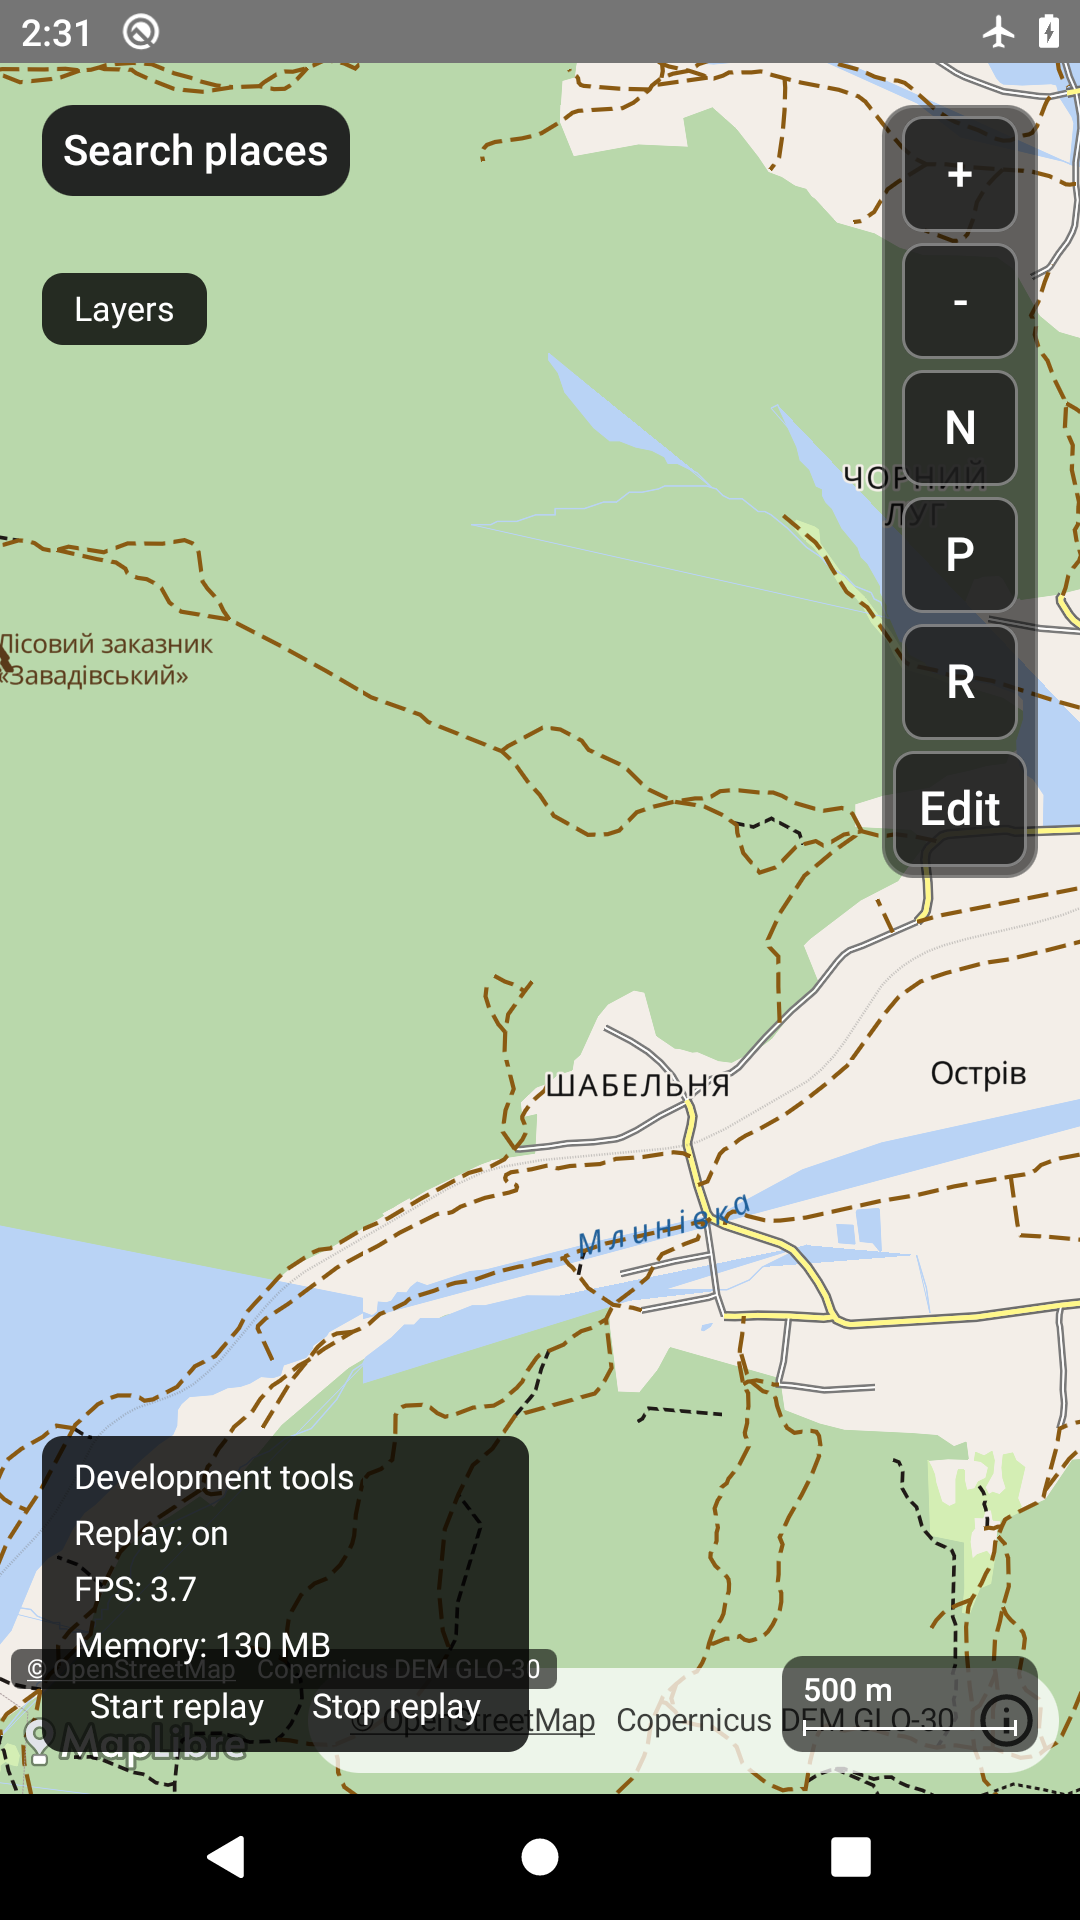 2:31
Search places
+
Layers
-
N
ЧОРНИЙ
ЛУГ
P
Лісовий заказник
«Завадівський»
R
Edit
Острів
ШАБЕЛЬНЯ
Млинівка
Development tools
Replay: on
FPS: 3.7
Memory: 130 MB
© OpenStreetMap Copernicus DEM GLO-30
Start replay Stop replay
500 m
© OpenStreetMap Copernicus DEM GLO-30
MapLibre